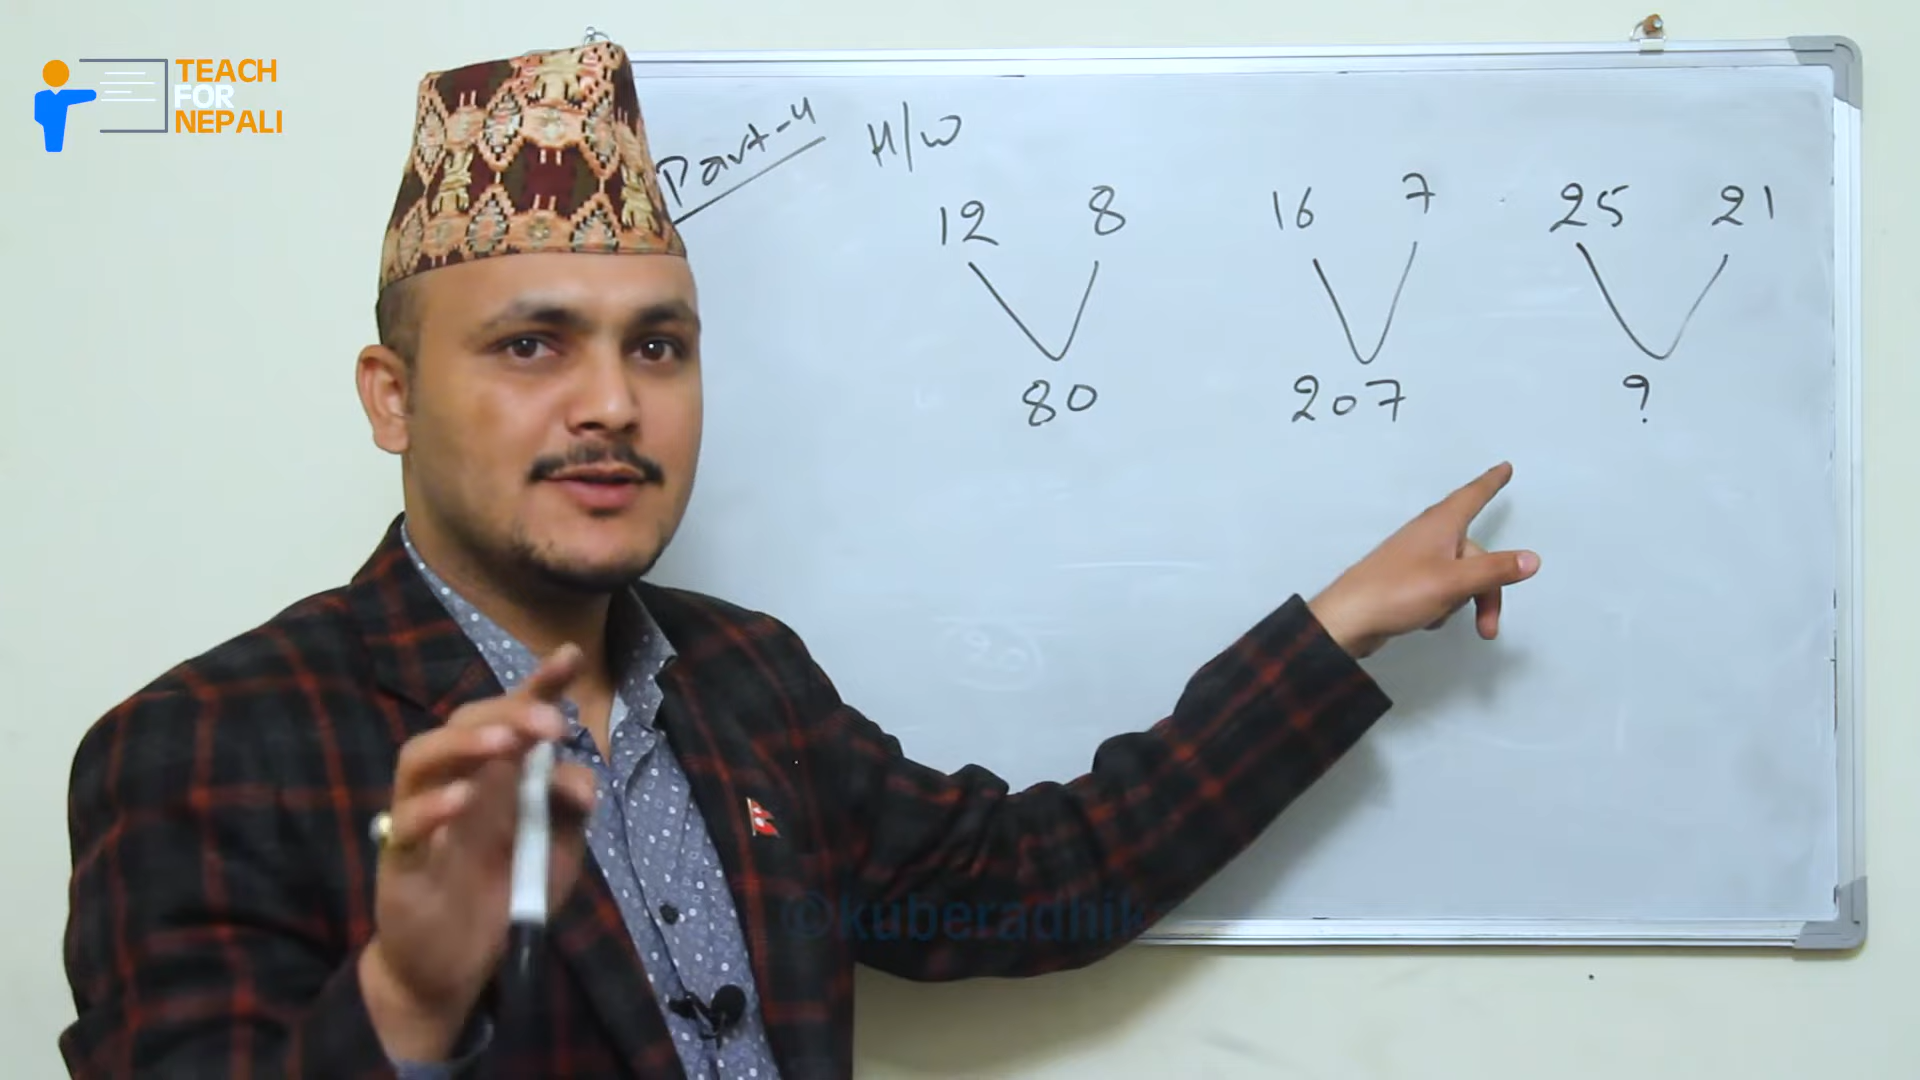 TEACH
FOR
NEPALI
Part-4 H/W
12 8 16 7 25 21
80 207 ?
©kuberadhik